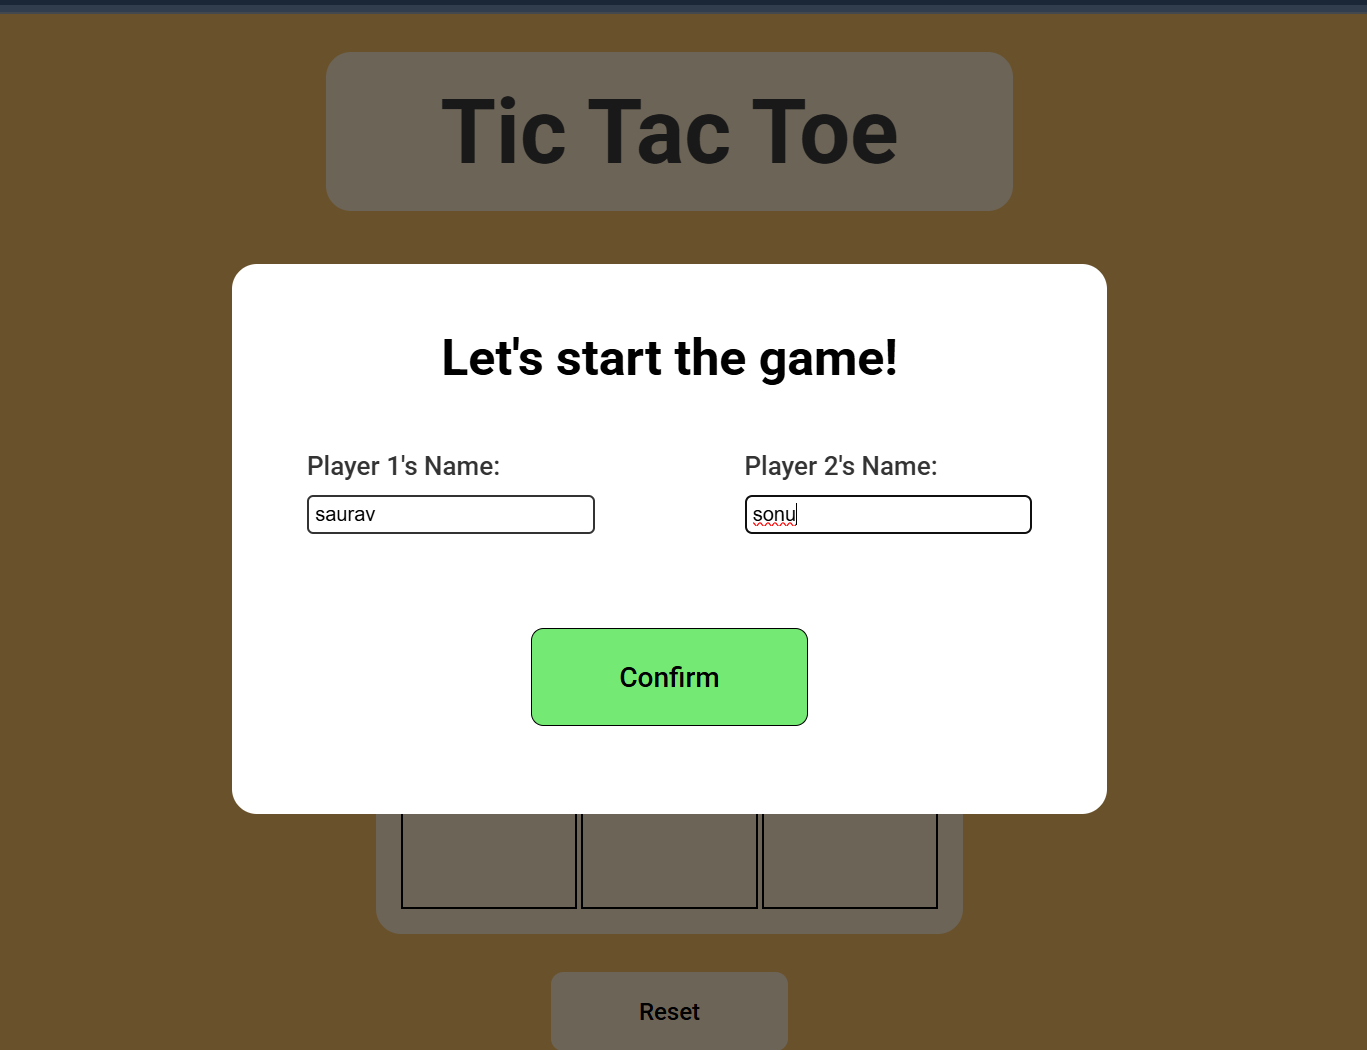 Tic Tac Toe
Let's start the game!
Player 1's Name: Player 2's Name:
saurav sonu
Confirm
Reset